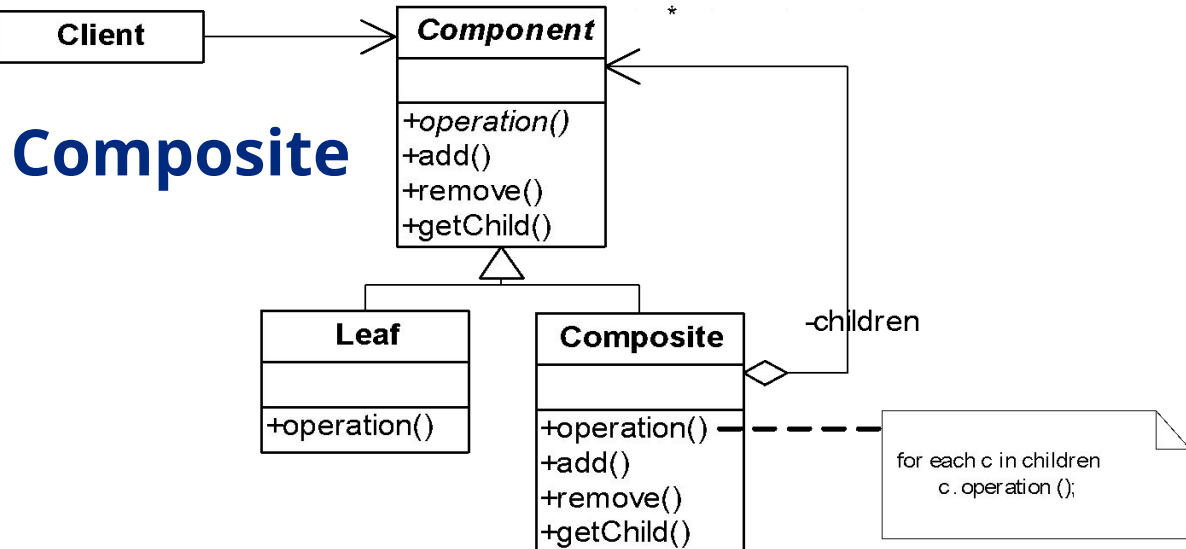 Client
Component
*
+operation()
+add()
+remove()
+getChild()
Composite
Leaf
+operation()
Composite
+operation()
+add()
+remove()
+getChild()
-children
for each c in children
c.operation ();